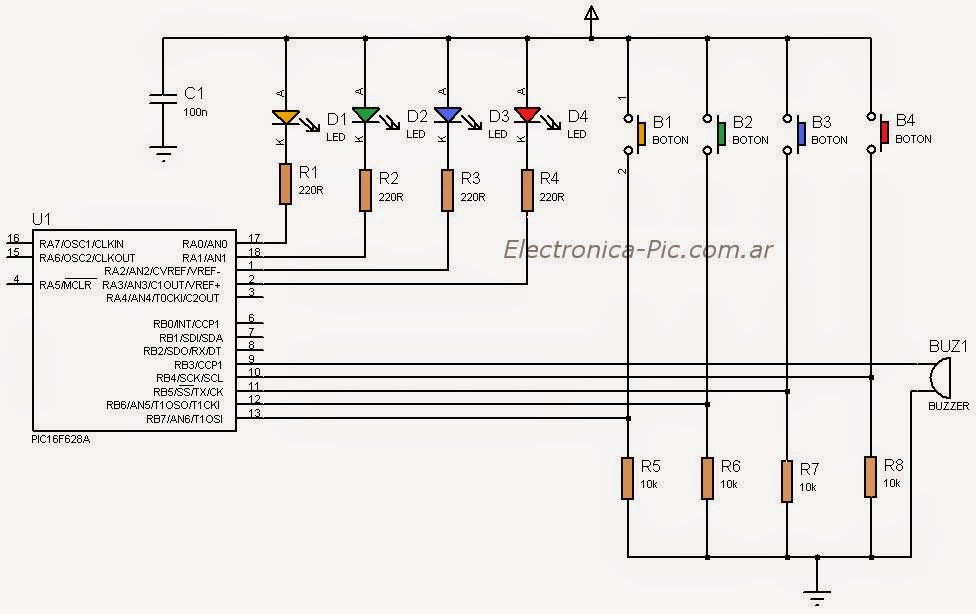 C1
100n
A
A
A
A
D1
LED
D2
LED
D3
LED
D4
LED
K
K
K
K
R1
220R
R2
220R
R3
220R
R4
220R
1
2
B1
BOTON
B2
BOTON
B3
BOTON
B4
BOTON
Electronica-Pic.com.ar
U1
16 RA7/OSC1/CLKIN
15 RA6/OSC2/CLKOUT
4 RA5/MCLR
RA0/AN0 17
RA1/AN1 18
RA2/AN2/CVREF/VREF- 1
RA3/AN3/C1OUT/VREF+ 2
RA4/AN4/T0CKI/C2OUT 3
RB0/INT/CCP1 6
RB1/SDI/SDA 7
RB2/SDO/RX/DT 8
RB3/CCP1 9
RB4/SCK/SCL 10
RB5/SS/TX/CK 11
RB6/AN5/T1OSO/T1CKI 12
RB7/AN6/T1OSI 13
PIC16F628A
BUZ1
BUZZER
R5
10k
R6
10k
R7
10k
R8
10k